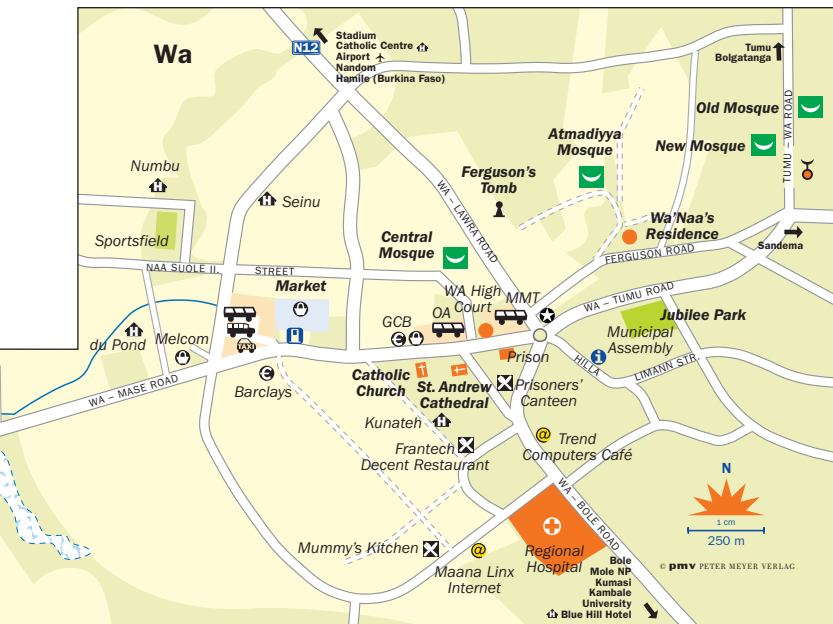 Wa
N12
Stadium
Catholic Centre H
Airport
Nandom
Hamile (Burkina Faso)
Tumu
Bolgatanga
TUMU – WA ROAD
Old Mosque
New Mosque
Atmadiyya
Mosque
Ferguson's
Tomb
Numbu
H
H Seinu
Sportsfield
WA – LAWRA ROAD
Wa'Naa's
Residence
Sandema
FERGUSON ROAD
Central
Mosque
NAA SUOLE II. STREET
Market
WA High
Court
MMT
WA – TUMU ROAD
OA
GCB
€
Jubilee Park
Municipal
Assembly
H
du Pond
Melcom
TAXI
Prison
i
HILLA LIMANN STR.
€
Barclays
WA – MASE ROAD
Catholic
Church
St. Andrew
Cathedral
Prisoners'
Canteen
Kunateh H
@ Trend
Computers Café
Frantech
Decent Restaurant
WA – BOLE ROAD
N
1 cm
250 m
Mummy's Kitchen
@
Maana Linx
Internet
Regional
Hospital
© pmv PETER MEYER VERLAG
Bole
Mole NP
Kumasi
Kambale
University
H Blue Hill Hotel